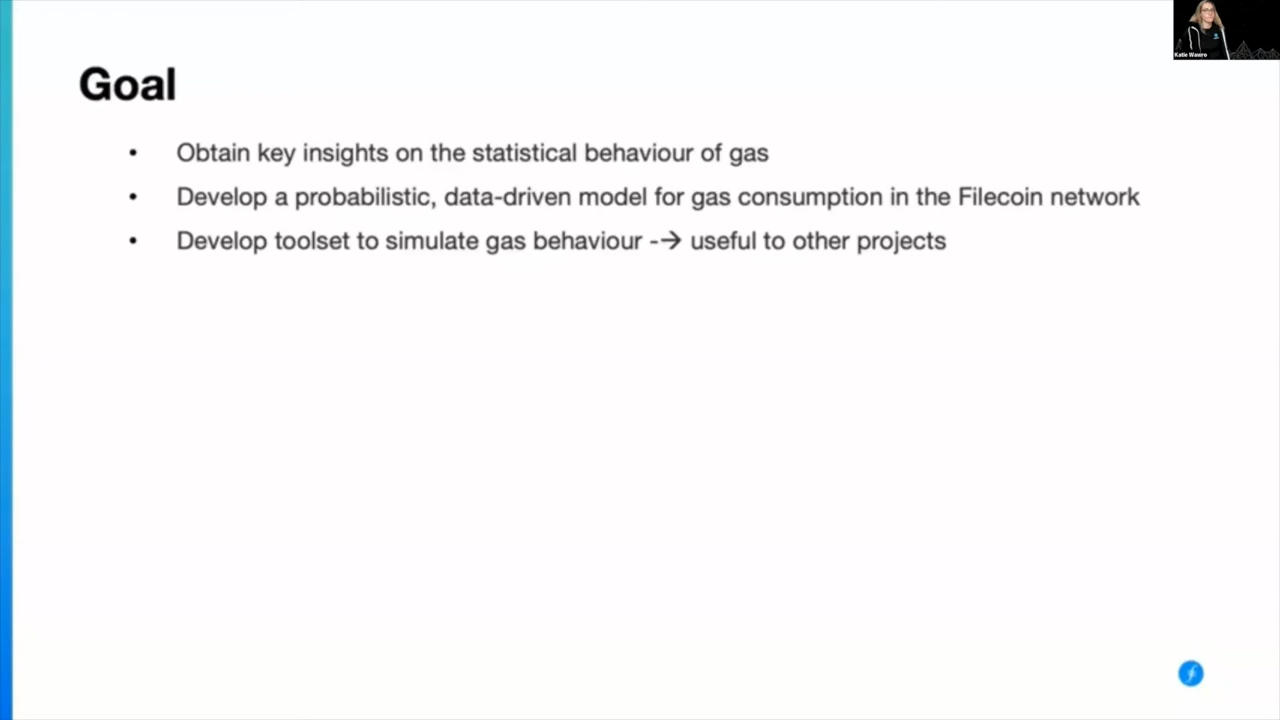 Goal
• Obtain key insights on the statistical behaviour of gas
• Develop a probabilistic, data-driven model for gas consumption in the Filecoin network
• Develop toolset to simulate gas behaviour -→ useful to other projects
Katie Wawro